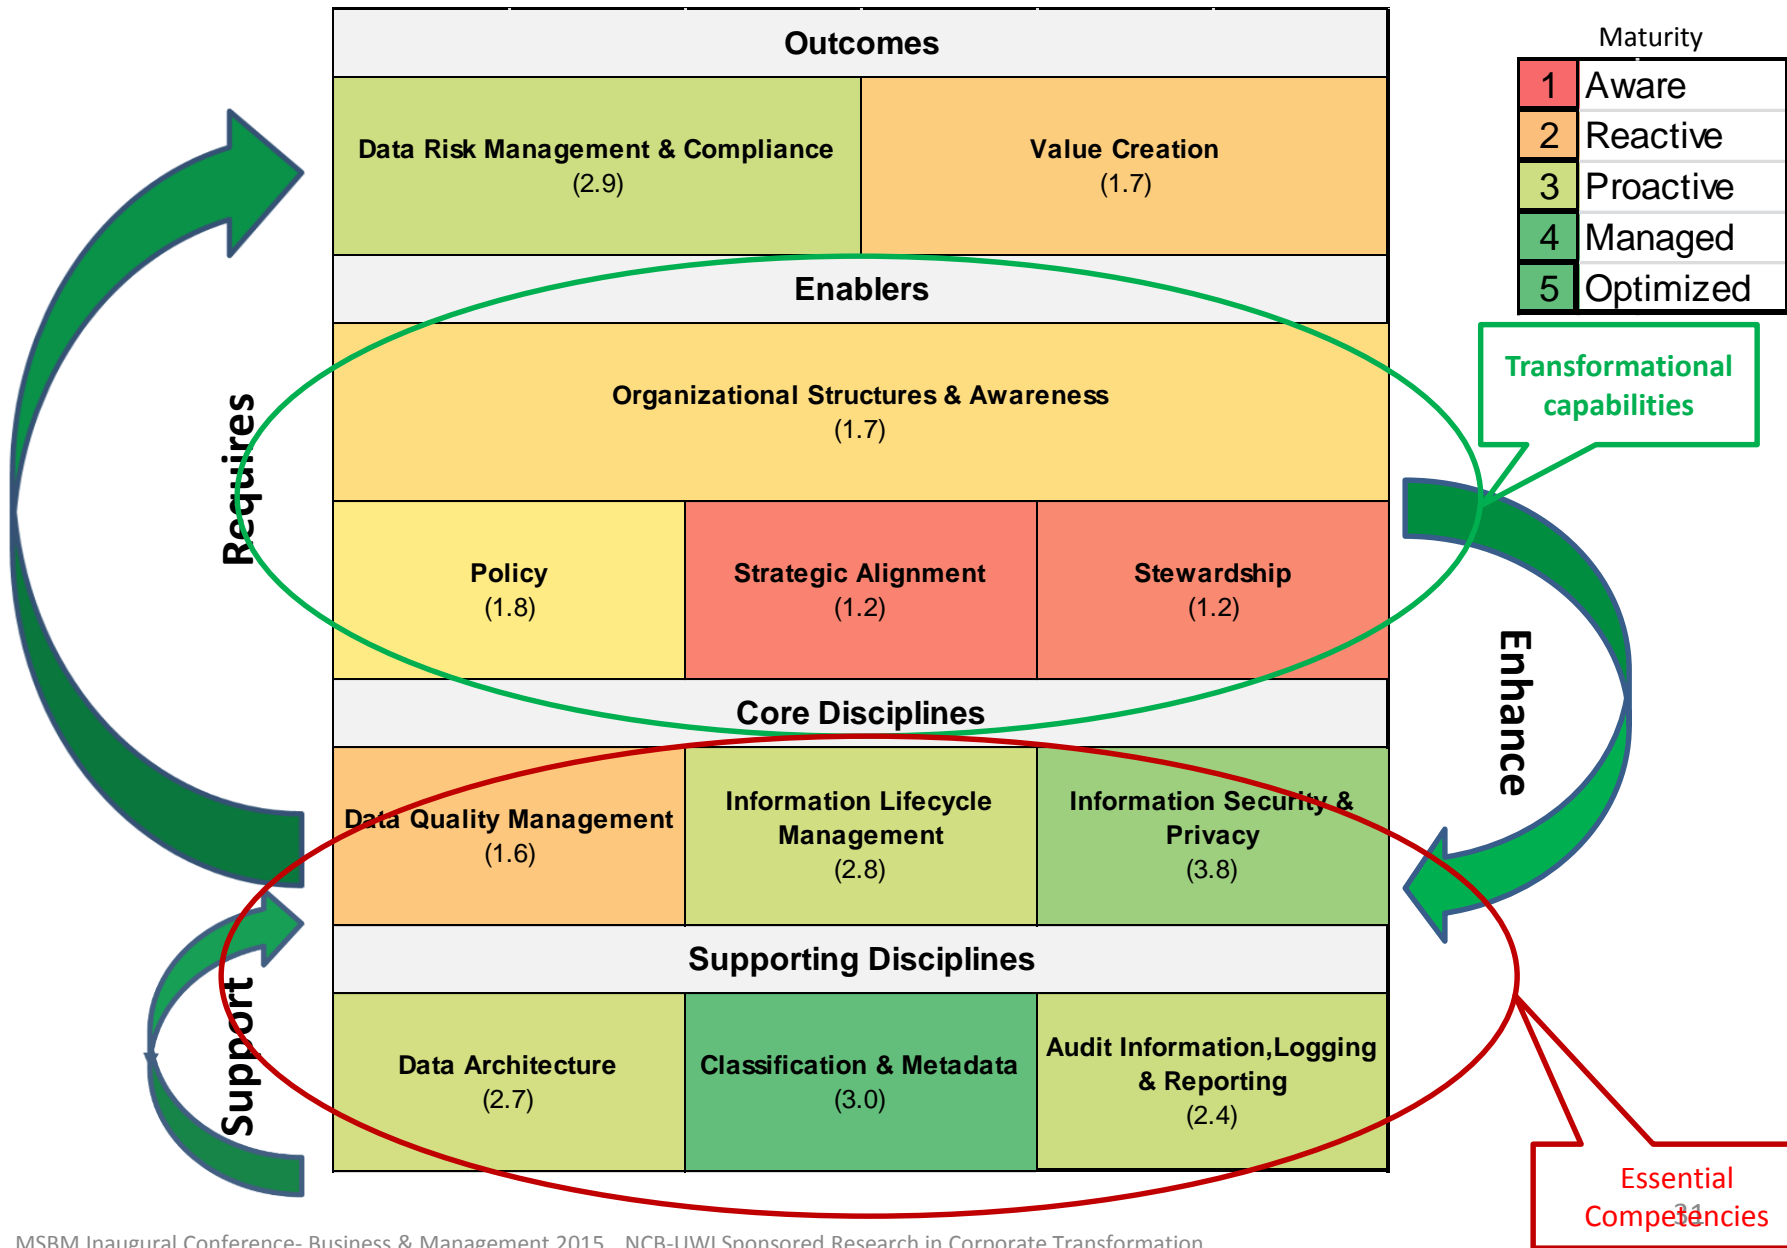 Outcomes
Data Risk Management & Compliance
(2.9)
Value Creation
(1.7)
Enablers
Organizational Structures & Awareness
(1.7)
Policy
(1.8)
Strategic Alignment
(1.2)
Stewardship
(1.2)
Core Disciplines
Data Quality Management
(1.6)
Information Lifecycle
Management
(2.8)
Information Security &
Privacy
(3.8)
Supporting Disciplines
Data Architecture
(2.7)
Classification & Metadata
(3.0)
Audit Information,Logging
& Reporting
(2.4)
Requires
Support
Enhance
Maturity
1 Aware
2 Reactive
3 Proactive
4 Managed
5 Optimized
Transformational
capabilities
Essential
Competencies
31
MSBM Inaugural Conference- Business & Management 2015 NCB-UWI Sponsored Research in Corporate Transformation